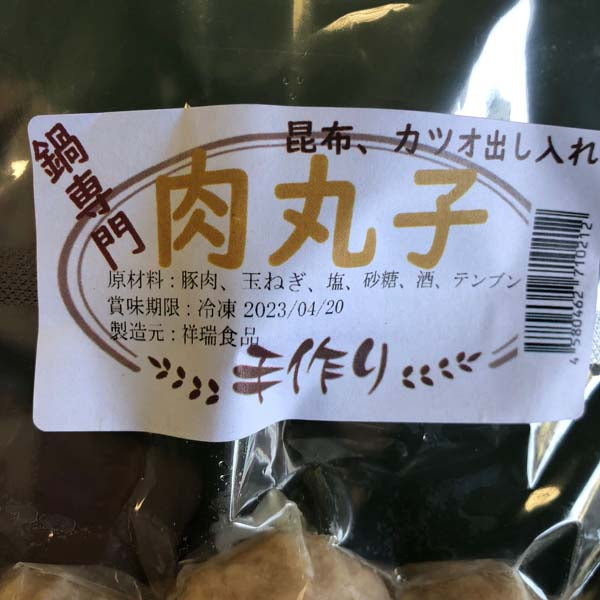 昆布、カツオ出し入れ
鍋専門
肉丸子
原材料:豚肉、玉ねぎ、塩、砂糖、酒、テンプン
賞味期限:冷凍 2023/04/20
製造元:祥瑞食品
手作り
4580462710212